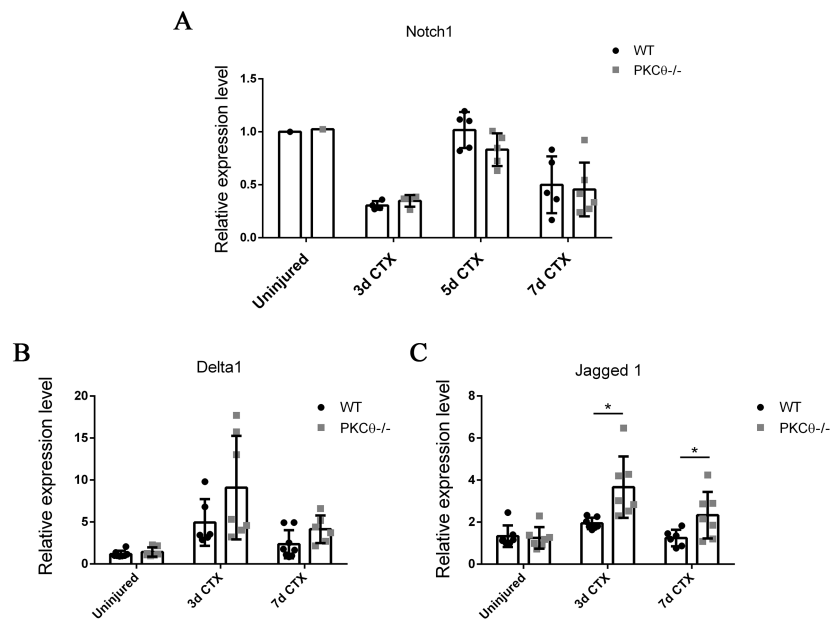 A
Notch1
WT
PKCθ-/-
Relative expression level
1.5
1.0
0.5
0.0
Uninjured
3d CTX
5d CTX
7d CTX
B
Delta1
WT
PKCθ-/-
Relative expression level
20
15
10
5
0
Uninjured
3d CTX
7d CTX
C
Jagged 1
WT
PKCθ-/-
Relative expression level
8
6
4
2
0
*
*
Uninjured
3d CTX
7d CTX